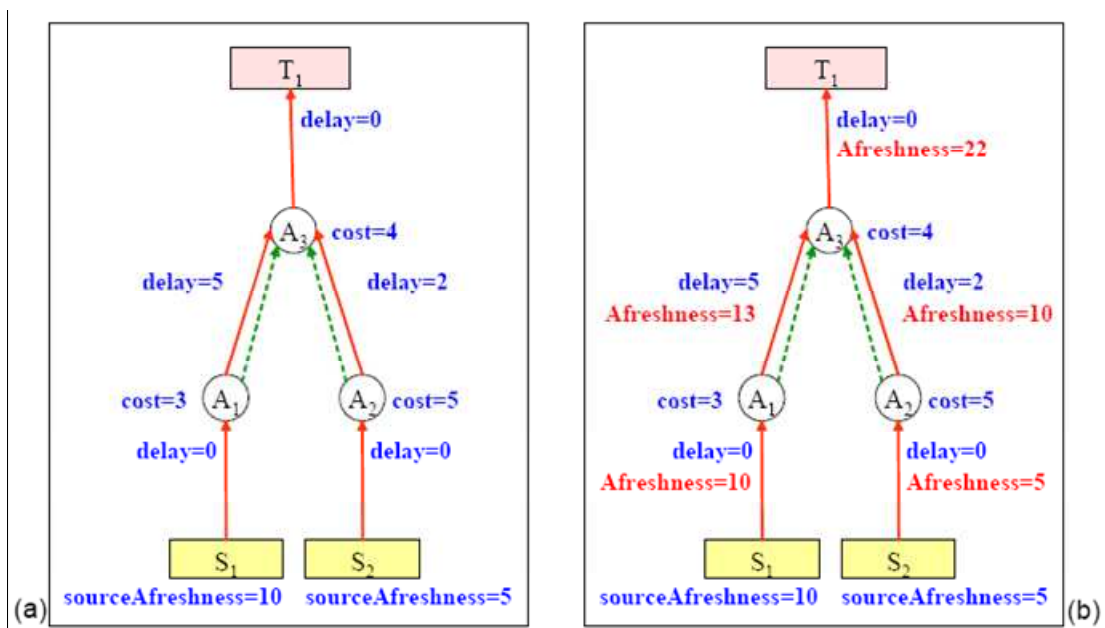 T1
delay=0
A3
cost=4
delay=5
delay=2
cost=3
A1
A2
cost=5
delay=0
delay=0
S1
S2
sourceAfreshness=10
sourceAfreshness=5
(a)
T1
delay=0
Afreshness=22
A3
cost=4
delay=5
delay=2
Afreshness=13
Afreshness=10
cost=3
A1
A2
cost=5
delay=0
delay=0
Afreshness=10
Afreshness=5
S1
S2
sourceAfreshness=10
sourceAfreshness=5
(b)